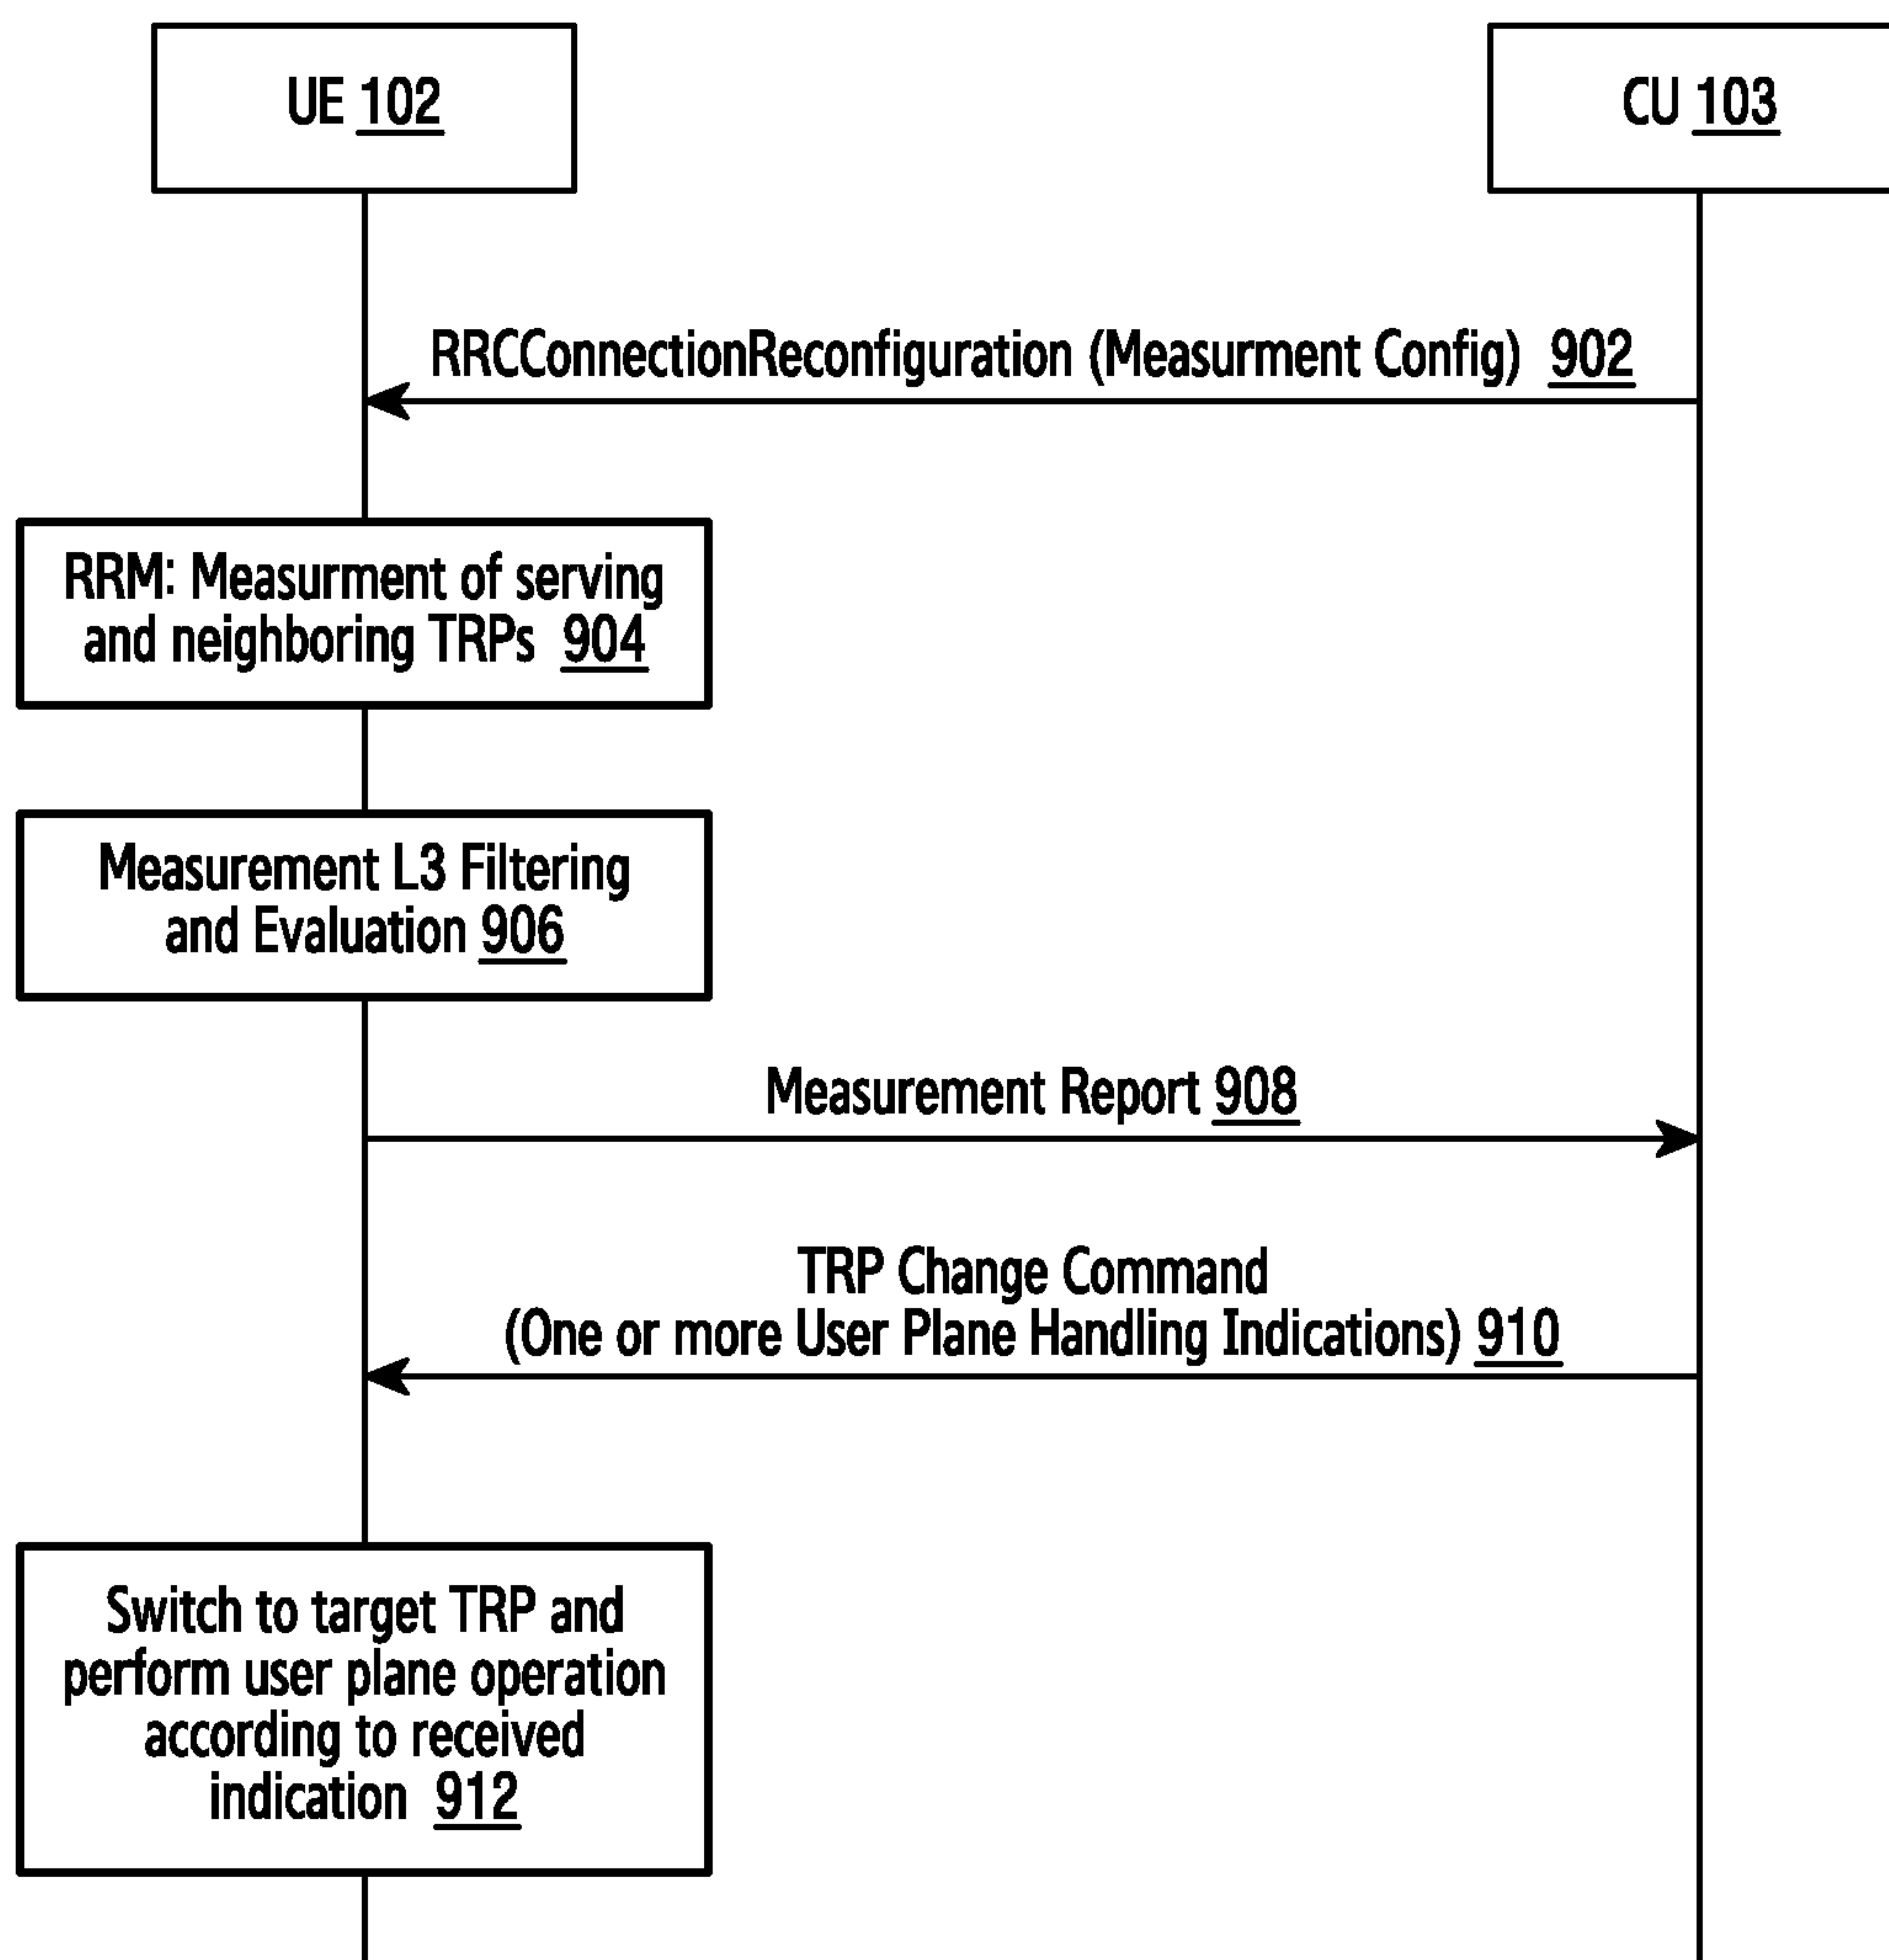 UE 102
CU 103
RRCConnectionReconfiguration (Measurment Config) 902
RRM: Measurment of serving
and neighboring TRPs 904
Measurement L3 Filtering
and Evaluation 906
Measurement Report 908
TRP Change Command
(One or more User Plane Handling Indications) 910
Switch to target TRP and
perform user plane operation
according to received
indication 912